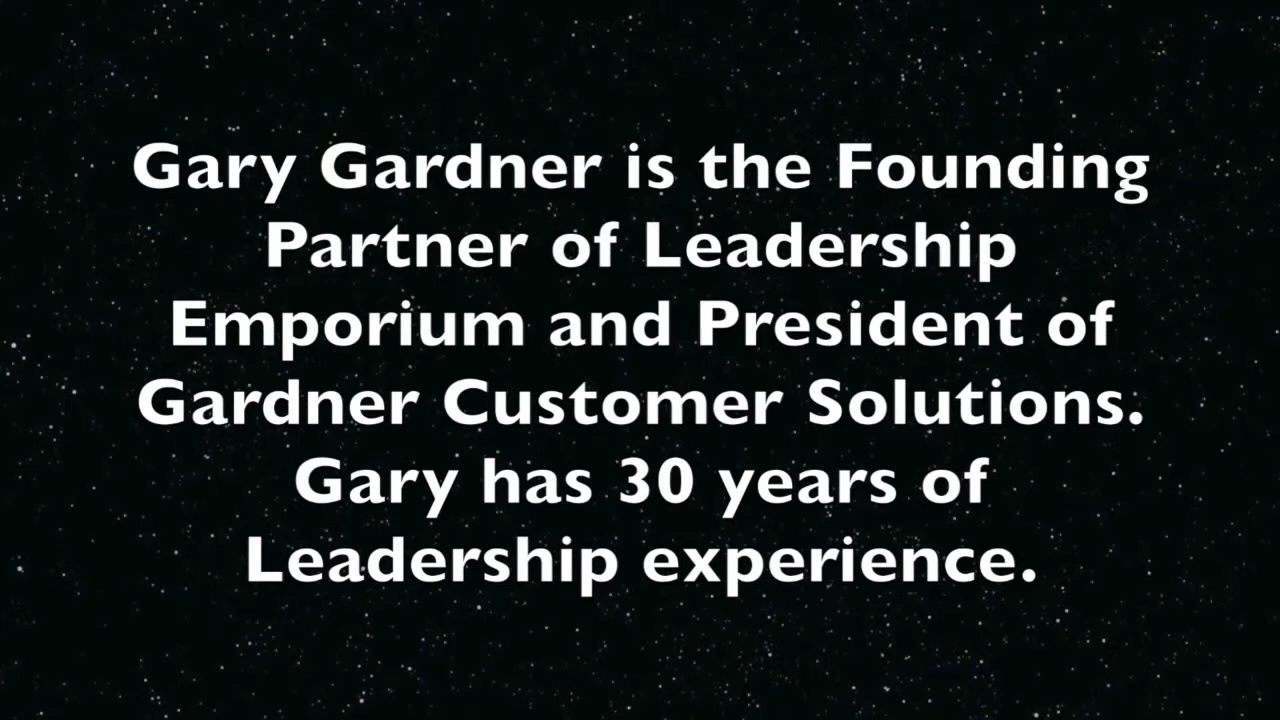 Gary Gardner is the Founding
Partner of Leadership
Emporium and President of
Gardner Customer Solutions.
Gary has 30 years of
Leadership experience.